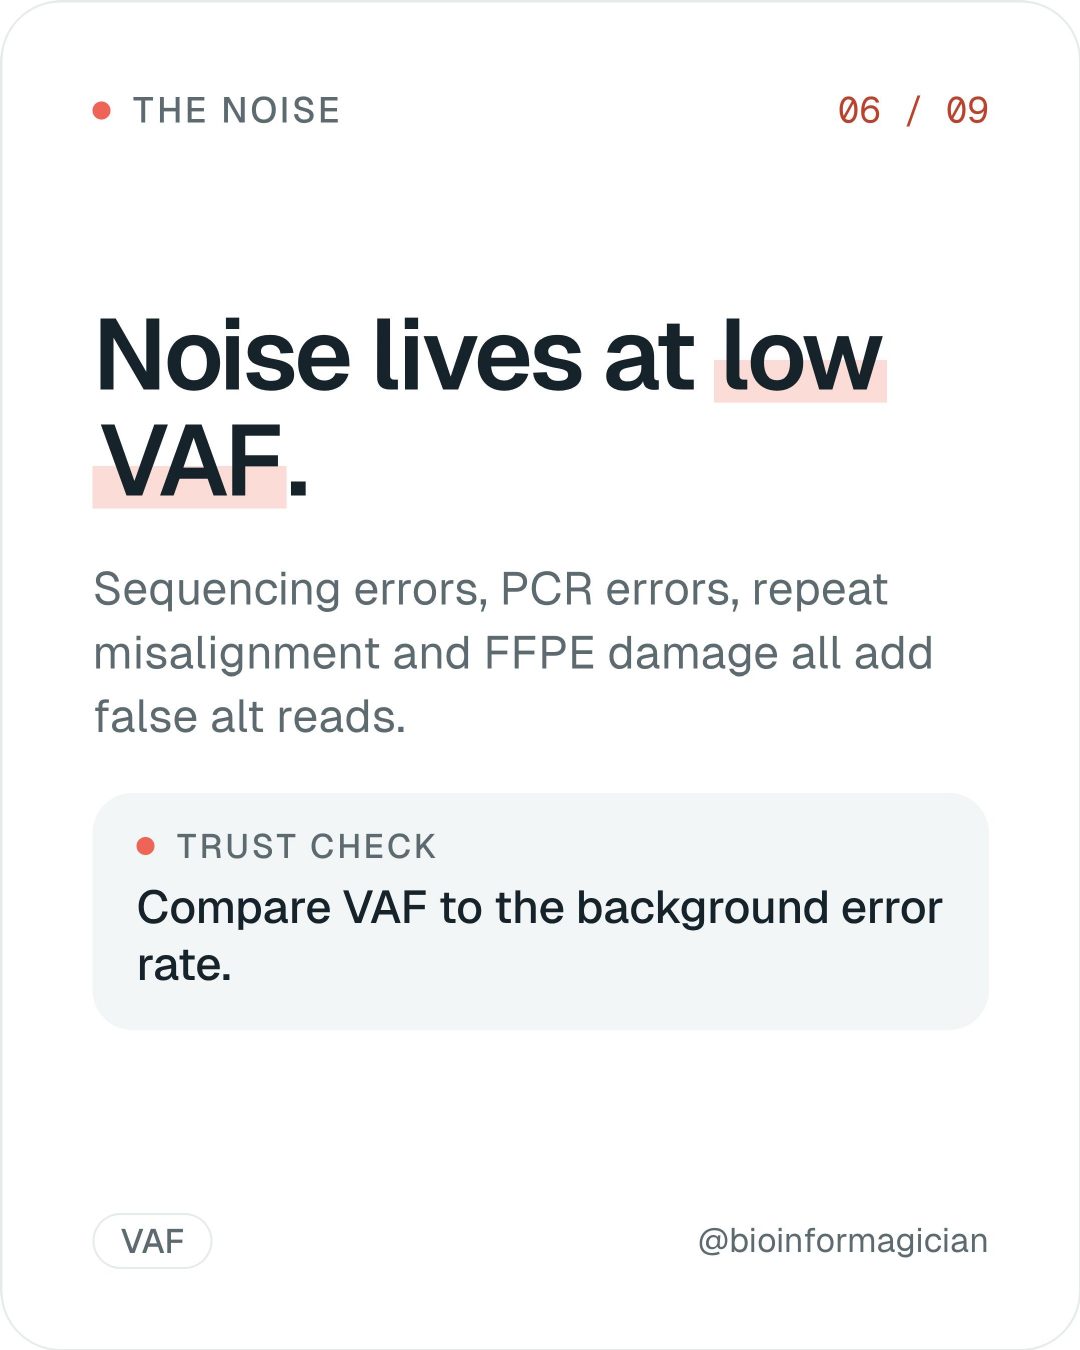 THE NOISE
06 / 09
Noise lives at low
VAF.
Sequencing errors, PCR errors, repeat
misalignment and FFPE damage all add
false alt reads.
TRUST CHECK
Compare VAF to the background error
rate.
VAF
@bioinformagician